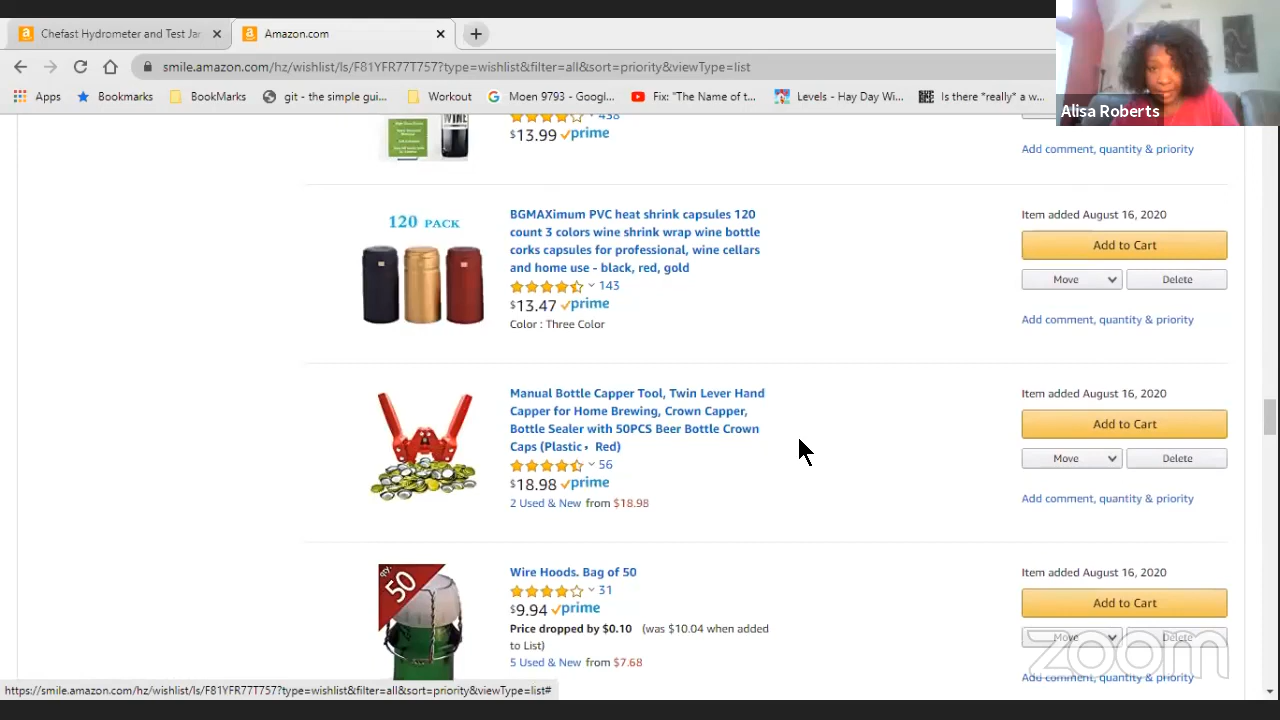 Chefast Hydrometer and Test Jar
Amazon.com
smile.amazon.com/hz/wishlist/ls/F81YFR77T757?type=wishlist&filter=all&sort=priority&viewType=list
Apps
Bookmarks
BookMarks
git - the simple gui...
Workout
Moen 9793 - Googl...
Fix: "The Name of t...
Levels - Hay Day Wi...
Is there *really* a w...
Alisa Roberts
WINE
438
$13.99 prime
Add comment, quantity & priority
120 PACK
BGMAXimum PVC heat shrink capsules 120
count 3 colors wine shrink wrap wine bottle
corks capsules for professional, wine cellars
and home use - black, red, gold
143
$13.47 prime
Color : Three Color
Item added August 16, 2020
Add to Cart
Move
Delete
Add comment, quantity & priority
Manual Bottle Capper Tool, Twin Lever Hand
Capper for Home Brewing, Crown Capper,
Bottle Sealer with 50PCS Beer Bottle Crown
Caps (Plastic, Red)
56
$18.98 prime
2 Used & New from $18.98
Item added August 16, 2020
Add to Cart
Move
Delete
Add comment, quantity & priority
qty. 50
Wire Hoods. Bag of 50
31
$9.94 prime
Price dropped by $0.10 (was $10.04 when added
to List)
5 Used & New from $7.68
Item added August 16, 2020
Add to Cart
Move
Delete
Add comment, quantity & priority
zoom
https://smile.amazon.com/hz/wishlist/ls/F81YFR77T757?type=wishlist&filter=all&sort=priority&viewType=list#